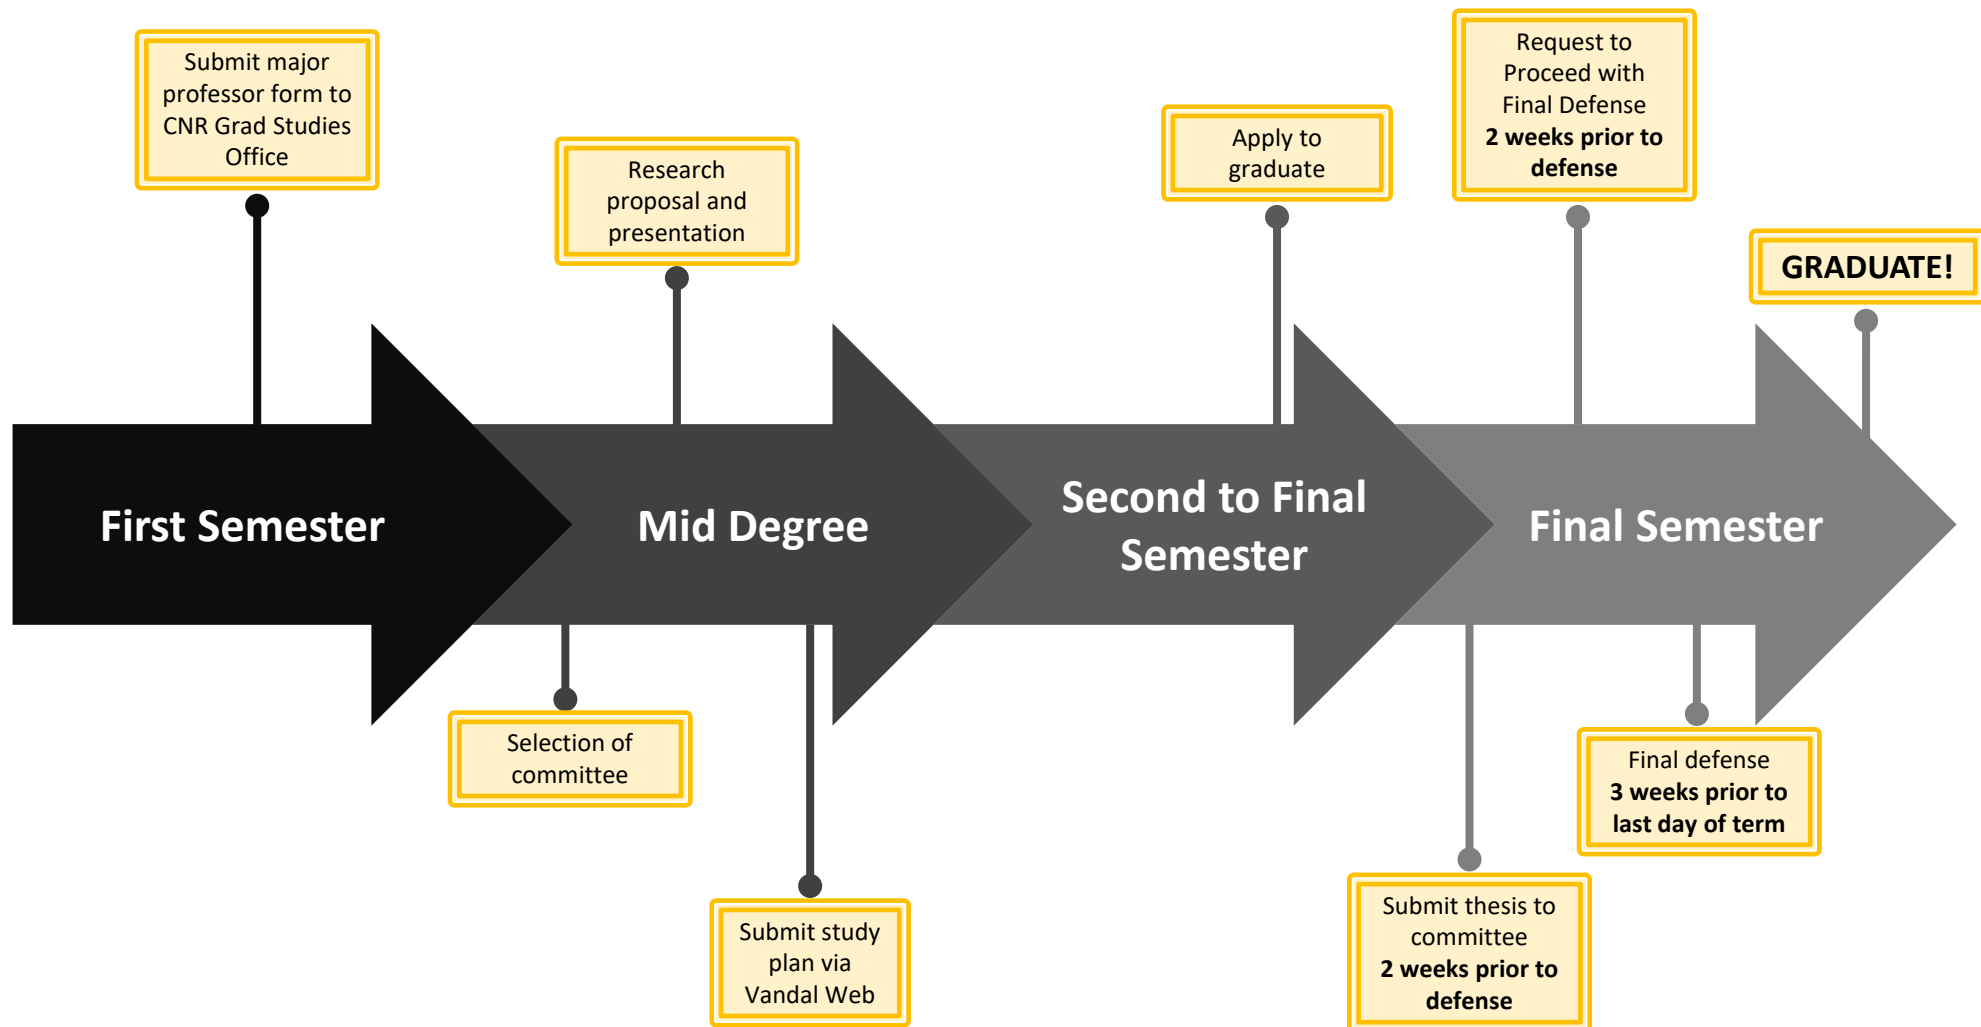 Submit major
professor form to
CNR Grad Studies
Office
Research
proposal and
presentation
Apply to
graduate
Request to
Proceed with
Final Defense
2 weeks prior to
defense
GRADUATE!
First Semester
Mid Degree
Second to Final
Semester
Final Semester
Selection of
committee
Submit study
plan via
Vandal Web
Submit thesis to
committee
2 weeks prior to
defense
Final defense
3 weeks prior to
last day of term